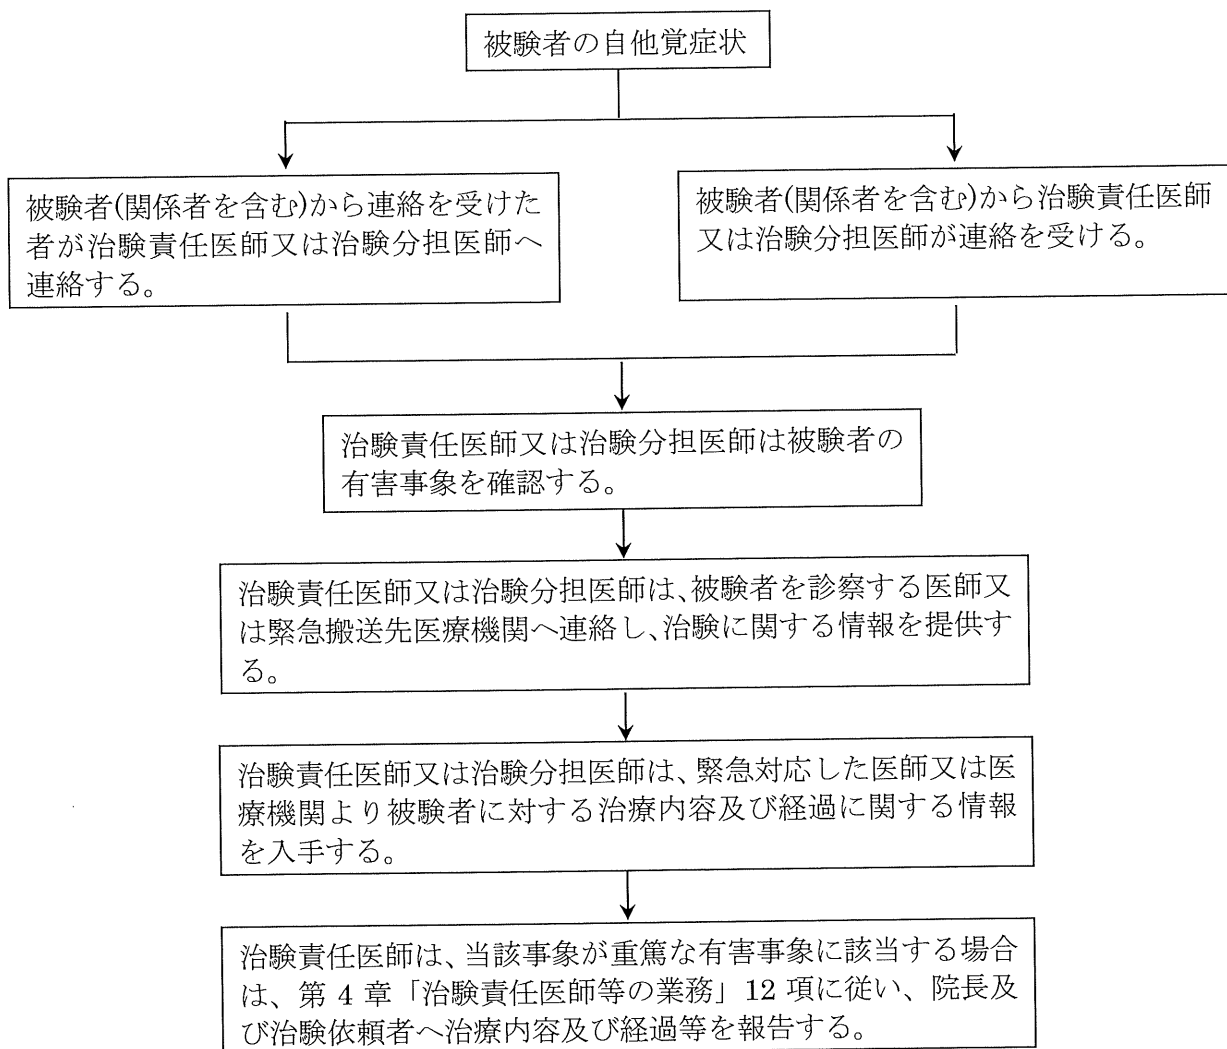 被験者の自他覚症状
被験者(関係者を含む)から連絡を受けた
者が治験責任医師又は治験分担医師へ
連絡する。
被験者(関係者を含む)から治験責任医師
又は治験分担医師が連絡を受ける。
治験責任医師又は治験分担医師は被験者の
有害事象を確認する。
治験責任医師又は治験分担医師は、被験者を診察する医師又
は緊急搬送先医療機関へ連絡し、治験に関する情報を提供す
る。
治験責任医師又は治験分担医師は、緊急対応した医師又は医
療機関より被験者に対する治療内容及び経過に関する情報
を入手する。
治験責任医師は、当該事象が重篤な有害事象に該当する場合
は、第 4 章「治験責任医師等の業務」12 項に従い、院長及
び治験依頼者へ治療内容及び経過等を報告する。